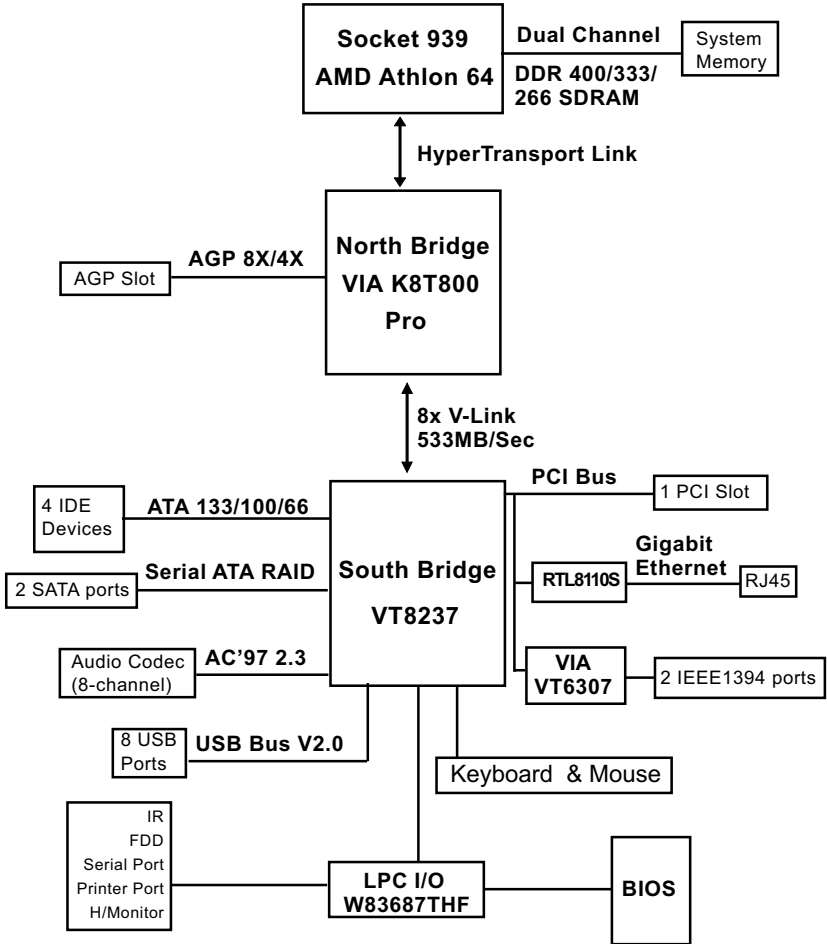 Socket 939
AMD Athlon 64
Dual Channel
DDR 400/333/
266 SDRAM
System
Memory
HyperTransport Link
North Bridge
VIA K8T800
Pro
AGP 8X/4X
AGP Slot
8x V-Link
533MB/Sec
South Bridge
VT8237
4 IDE
Devices
ATA 133/100/66
2 SATA ports
Serial ATA RAID
Audio Codec
(8-channel)
AC’97 2.3
8 USB
Ports
USB Bus V2.0
PCI Bus
1 PCI Slot
RTL8110S
Gigabit
Ethernet
RJ45
VIA
VT6307
2 IEEE1394 ports
Keyboard & Mouse
IR
FDD
Serial Port
Printer Port
H/Monitor
LPC I/O
W83687THF
BIOS